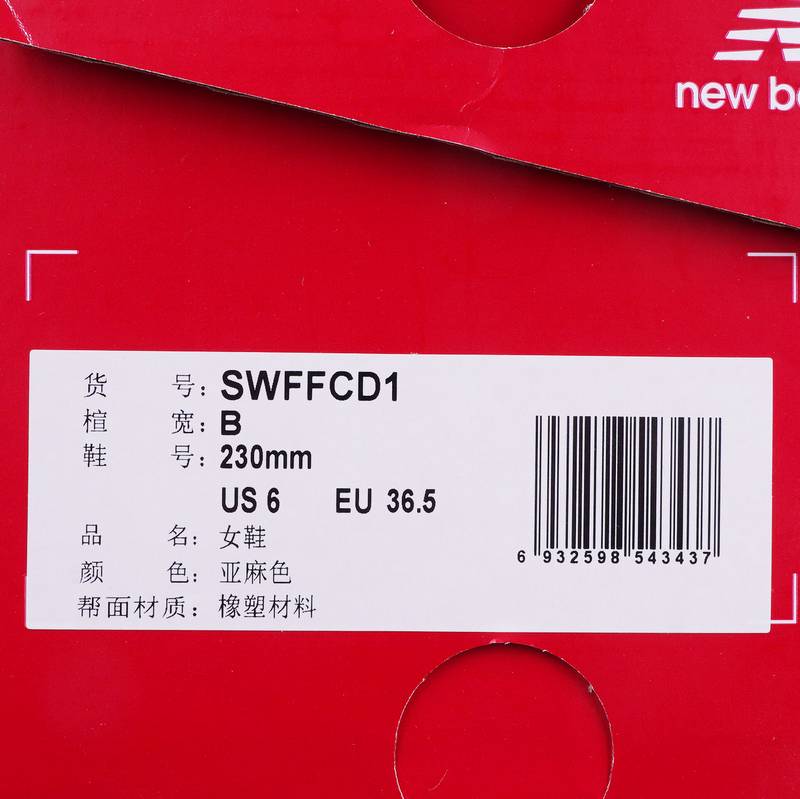 new ba
货 号: SWFFCD1
楦 宽: B
鞋 号: 230mm
US 6 EU 36.5
品 名: 女鞋
颜 色: 亚麻色
帮面材质: 橡塑材料
6 932598 543437